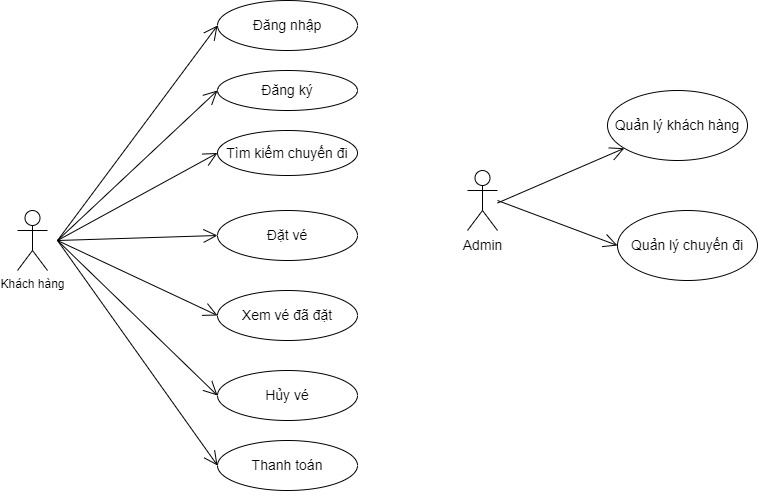 Đăng nhập
Đăng ký
Tìm kiếm chuyến đi
Đặt vé
Xem vé đã đặt
Hủy vé
Thanh toán
Khách hàng
Quản lý khách hàng
Quản lý chuyến đi
Admin